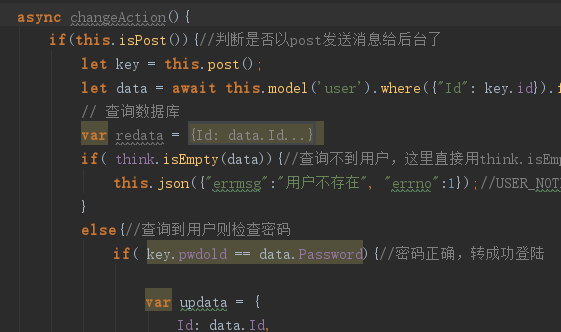 async changeAction(){
if(this.isPost()){//判断是否以post发送消息给后台了
let key = this.post();
let data = await this.model('user').where({"Id": key.id}).f
// 查询数据库
var redata = {Id: data.Id...}
if( think.isEmpty(data)){//查询不到用户，这里直接用think.isEm
this.json({"errmsg":"用户不存在", "errno":1});//USER_NOT
}
else{//查询到用户则检查密码
if( key.pwdold == data.Password){//密码正确，转成功登陆
var updata = {
Id: data.Id,